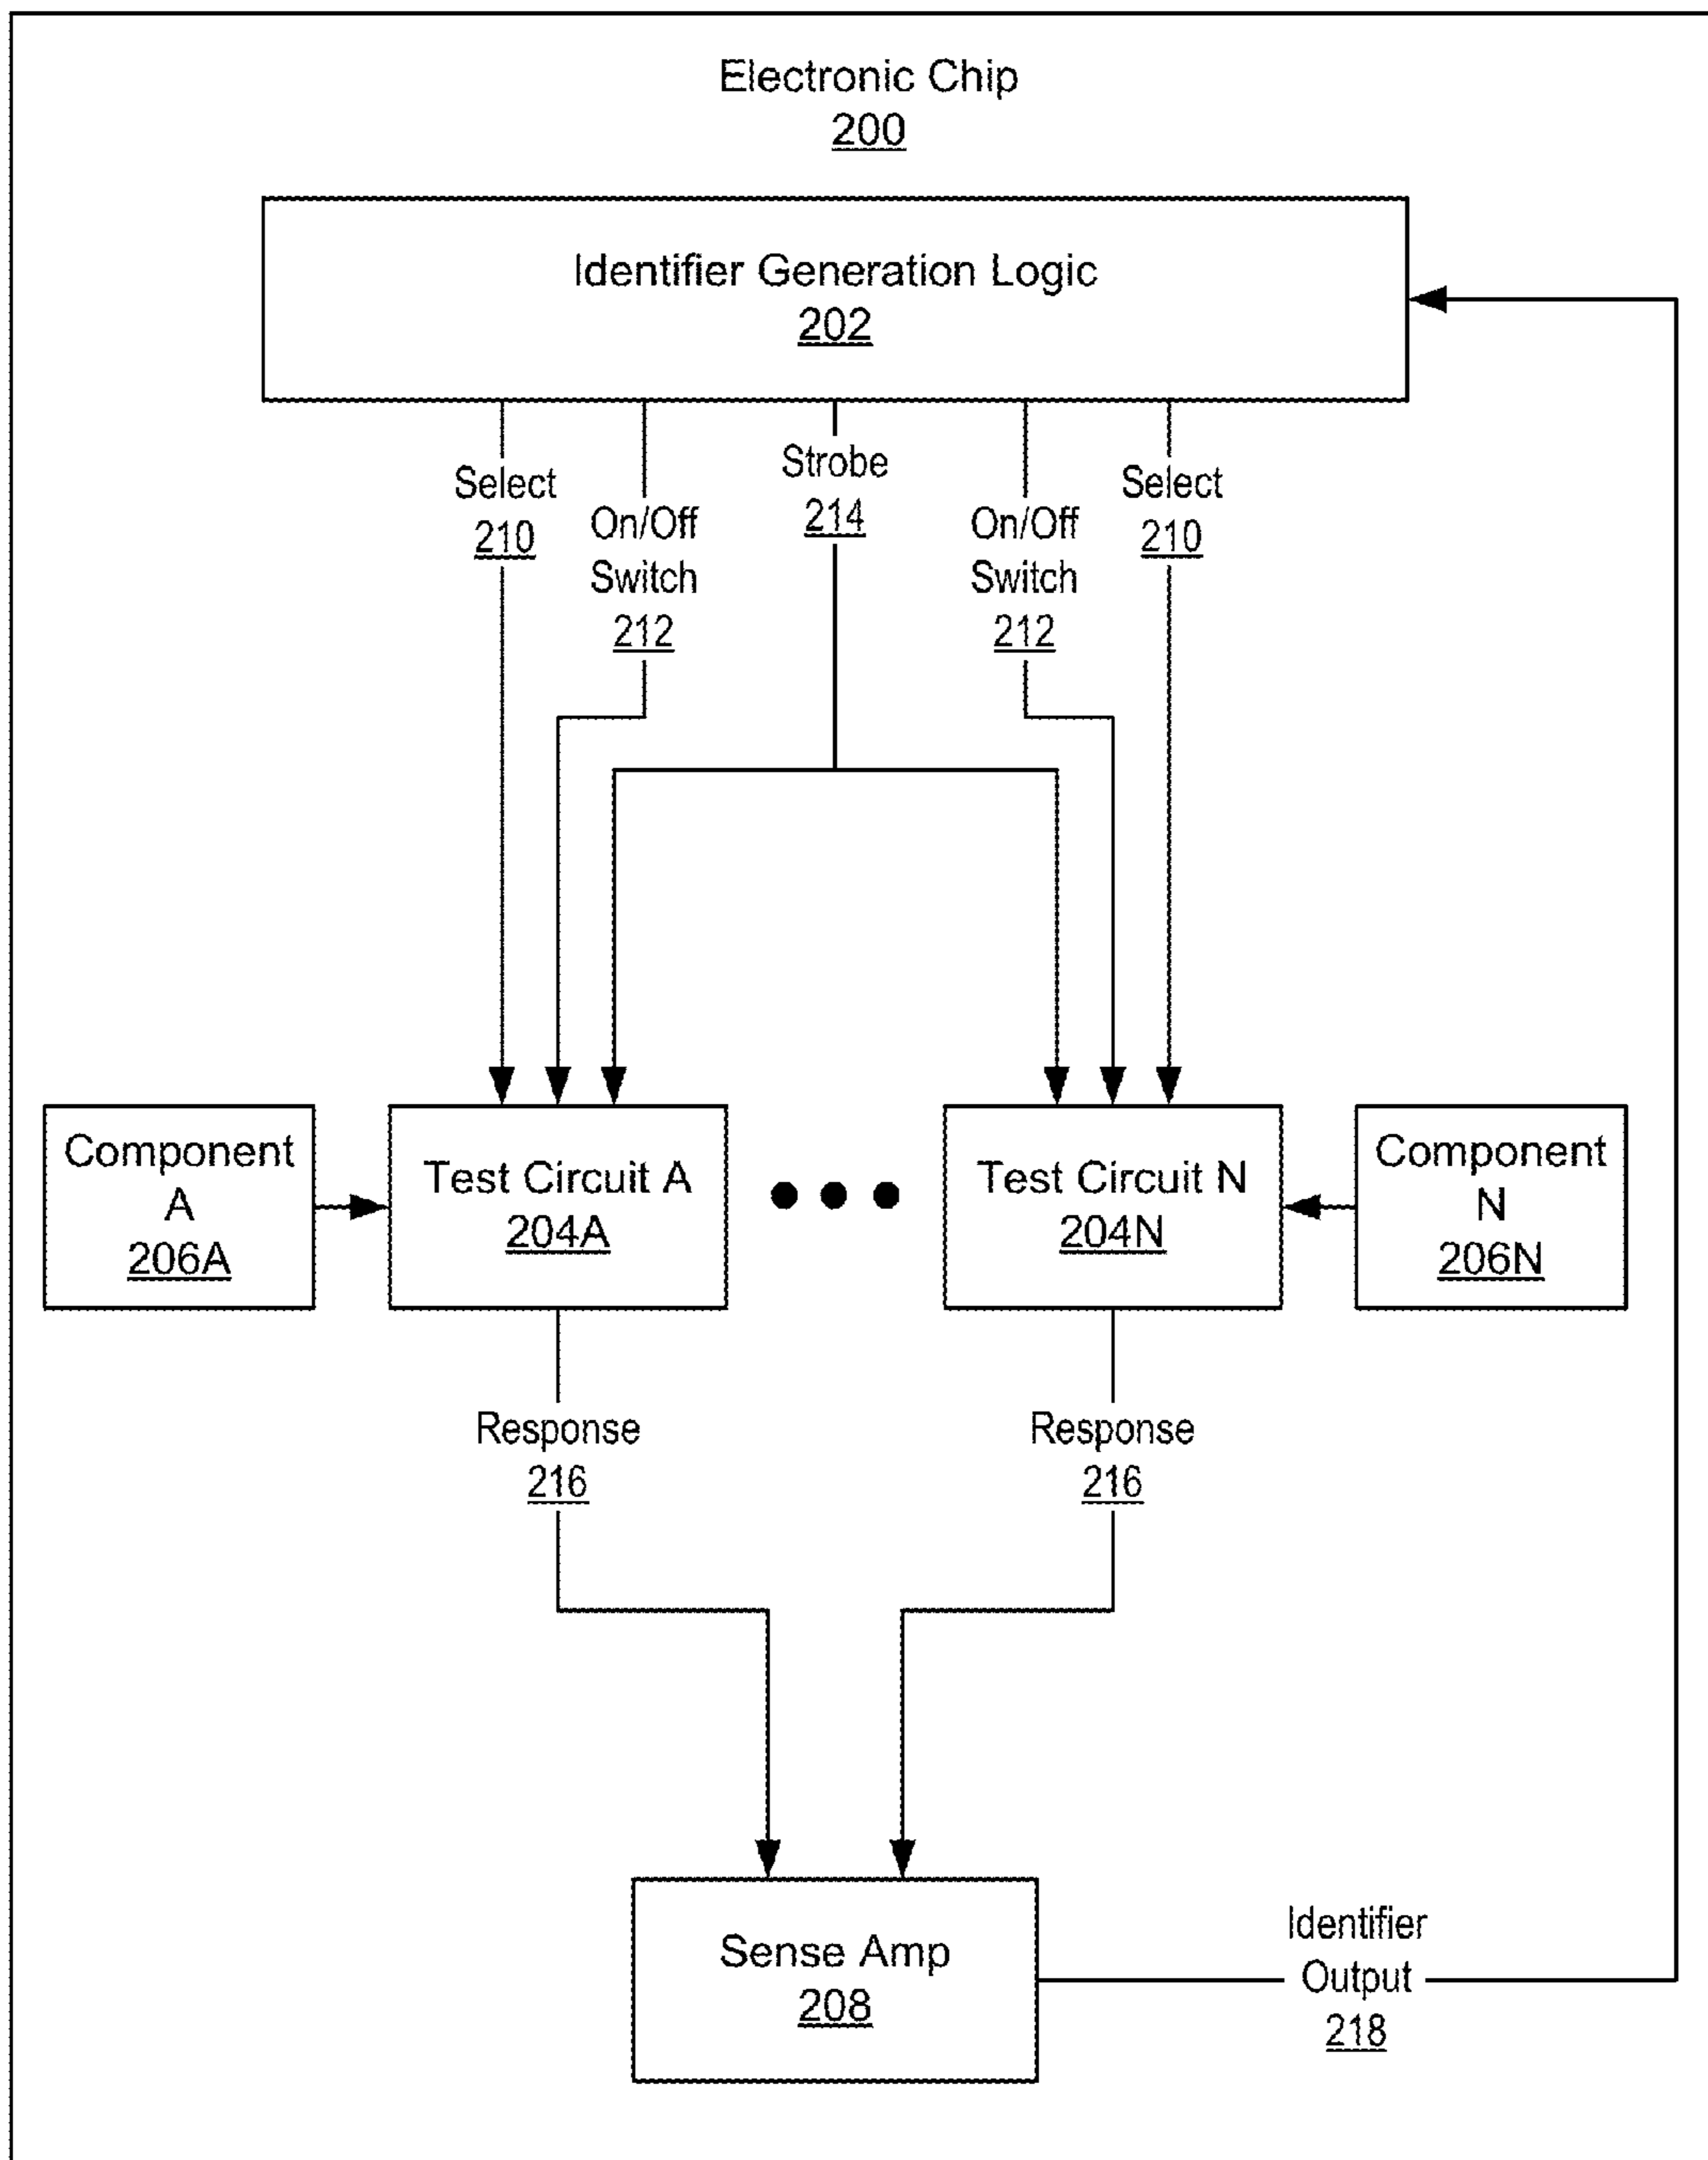 Electronic Chip
200
Identifier Generation Logic
202
Select
210
On/Off
Switch
212
Strobe
214
On/Off
Switch
212
Select
210
Component
A
206A
Test Circuit A
204A
Test Circuit N
204N
Component
N
206N
Response
216
Response
216
Sense Amp
208
Identifier
Output
218